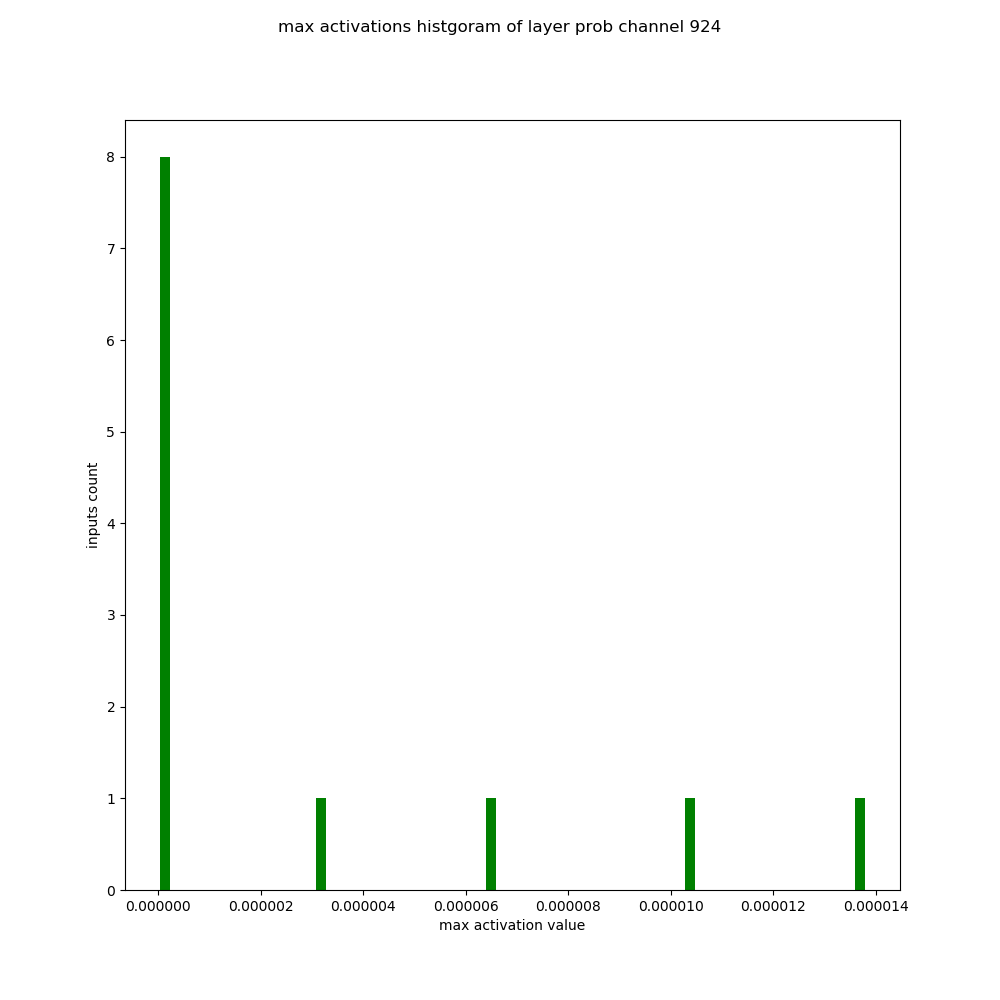 max activations histgoram of layer prob channel 924
8
7
6
5
4
3
2
1
0
inputs count
0.000000 0.000002 0.000004 0.000006 0.000008 0.000010 0.000012 0.000014
max activation value